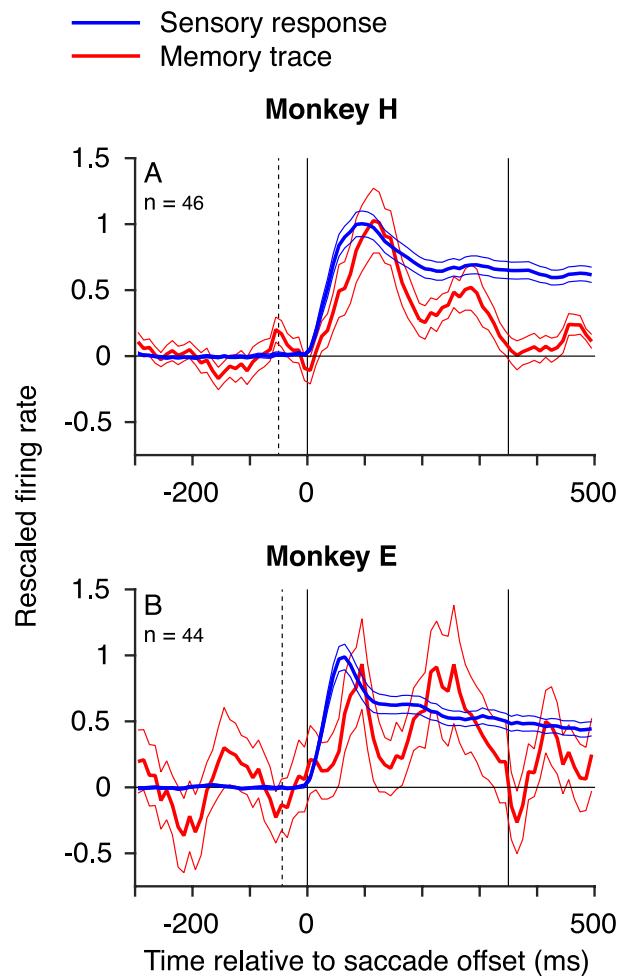 Sensory response
Memory trace
Monkey H
A
n = 46
1.5
1
0.5
0
-0.5
-200 0 500
Rescaled firing rate
Monkey E
B
n = 44
1.5
1
0.5
0
-0.5
-200 0 500
Time relative to saccade offset (ms)